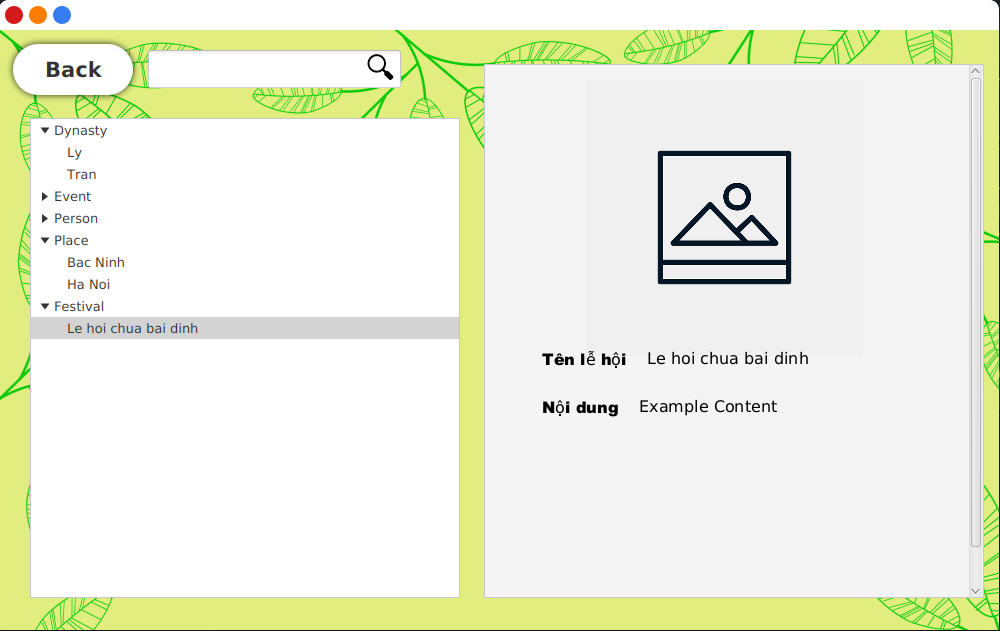 Back
Dynasty
Ly
Tran
Event
Person
Place
Bac Ninh
Ha Noi
Festival
Le hoi chua bai dinh
Tên lễ hội Le hoi chua bai dinh
Nội dung Example Content